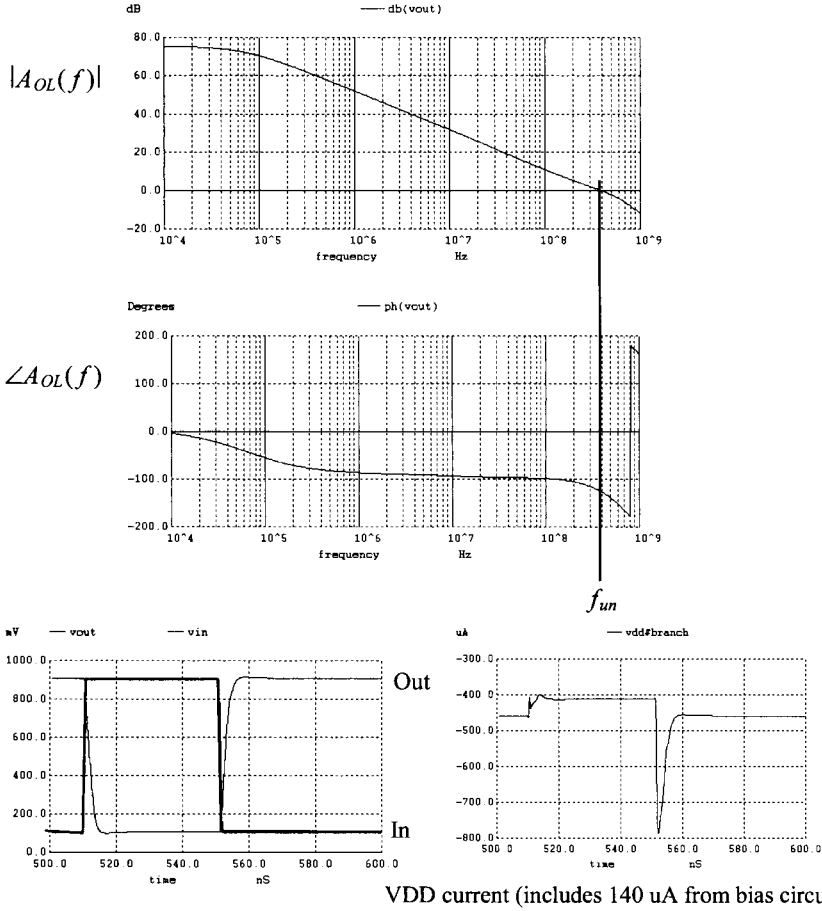 dB
db(vout)
|A_OL(f)|
80.0
60.0
40.0
20.0
0.0
-20.0
10^4 10^5 10^6 10^7 10^8 10^9
frequency Hz
Degrees
ph(vout)
∠A_OL(f)
200.0
100.0
0.0
-100.0
-200.0
10^4 10^5 10^6 10^7 10^8 10^9
frequency Hz
f_un
mV
vout
vin
1000.0
800.0
600.0
400.0
200.0
0.0
500.0 520.0 540.0 560.0 580.0 600.0
time nS
Out
In
uA
vdd#branch
-300.0
-400.0
-500.0
-600.0
-700.0
-800.0
500.0 520.0 540.0 560.0 580.0 600.0
time nS
VDD current (includes 140 uA from bias circu